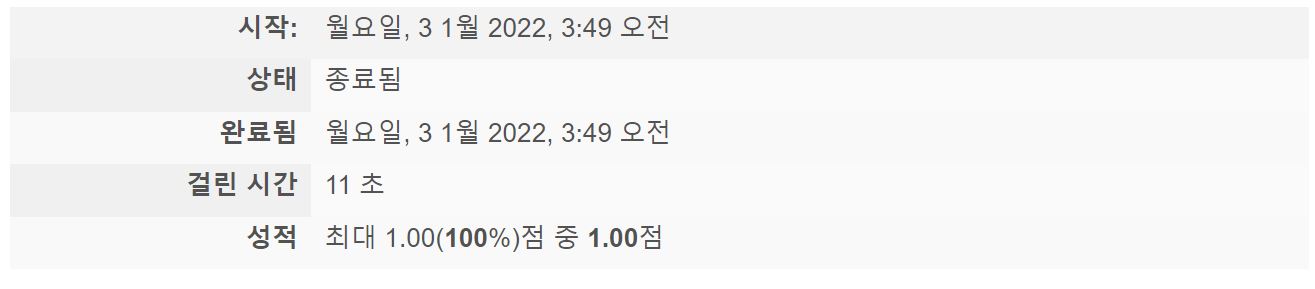 시작: 월요일, 3 1월 2022, 3:49 오전
상태 종료됨
완료됨 월요일, 3 1월 2022, 3:49 오전
걸린 시간 11 초
성적 최대 1.00(100%)점 중 1.00점